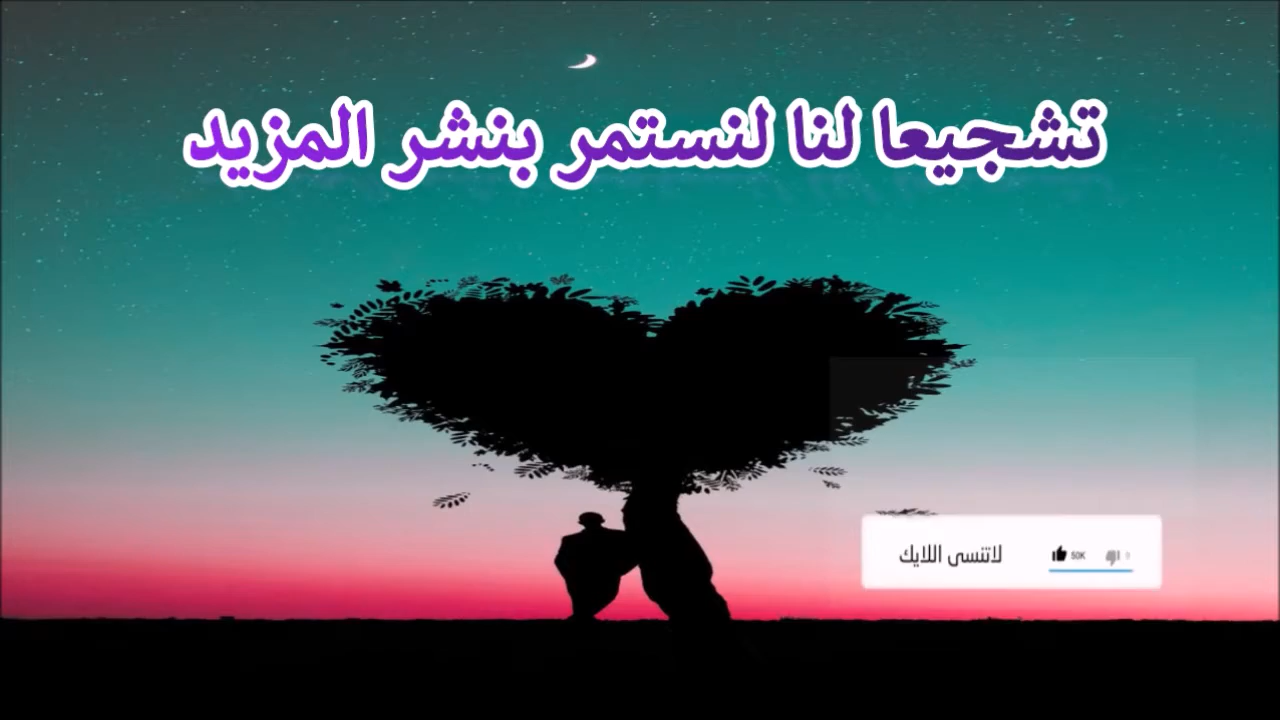 تشجيعا لنا لنستمر بنشر المزيد
لاتنسى اللايك
50K